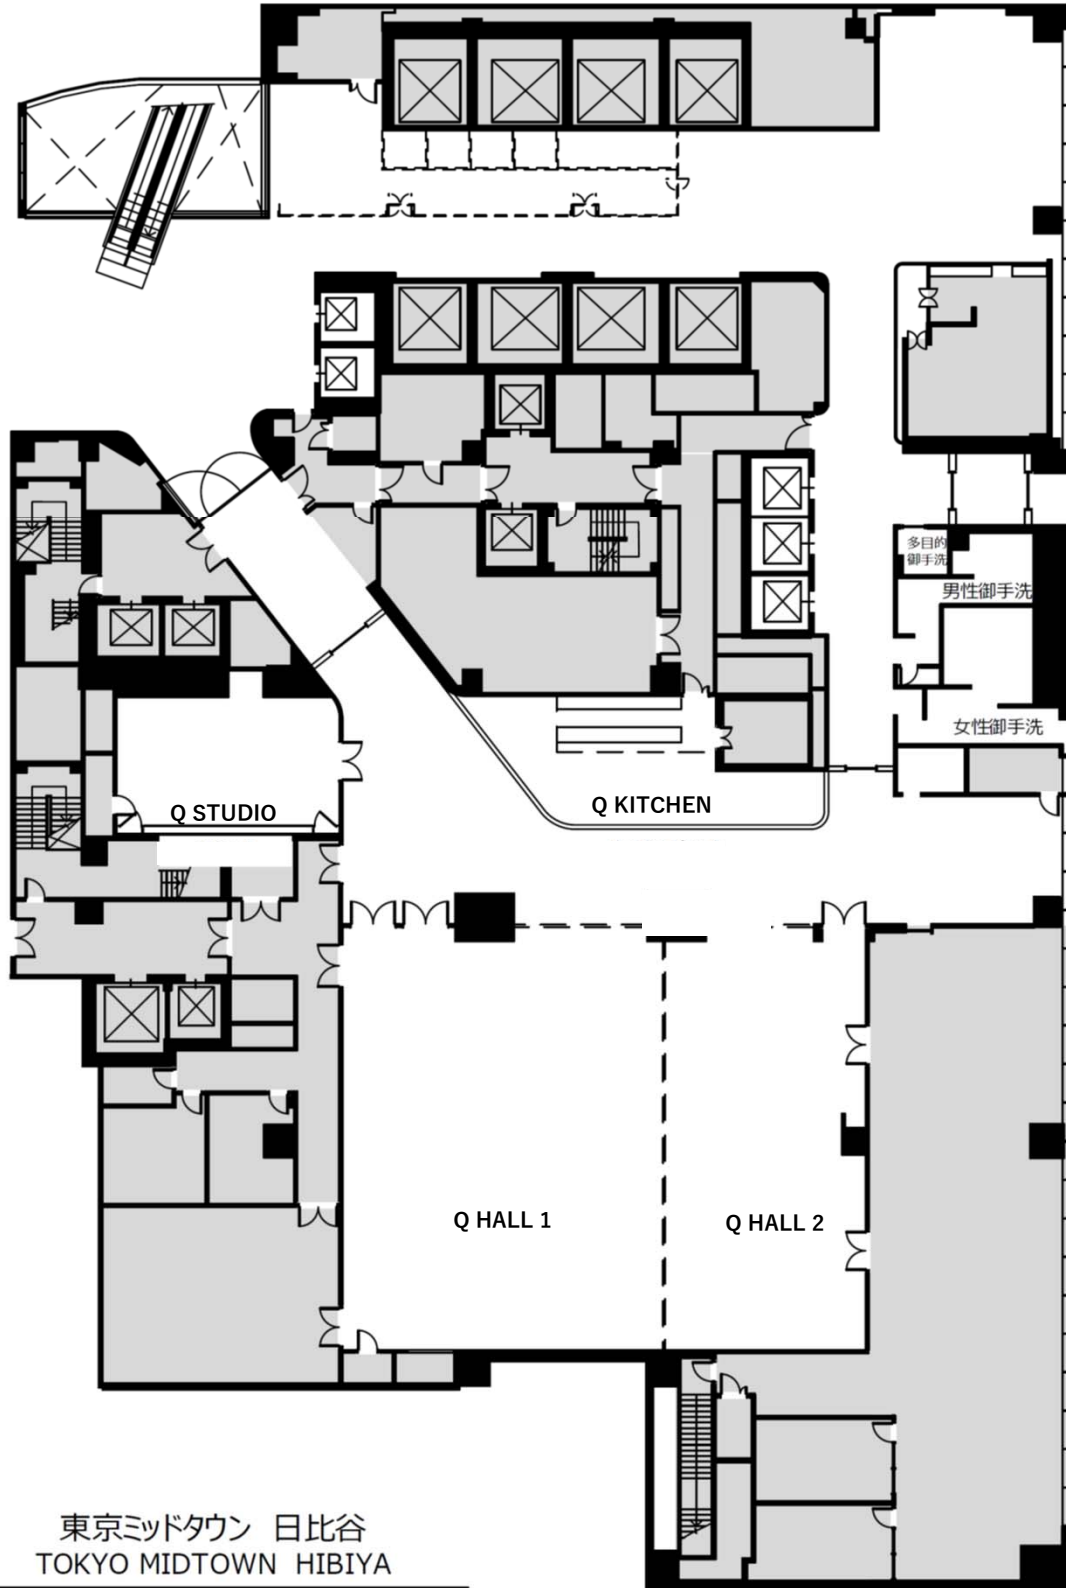 多目的
御手洗
男性御手洗
女性御手洗
Q STUDIO
Q KITCHEN
Q HALL 1
Q HALL 2
東京ミッドタウン 日比谷
TOKYO MIDTOWN HIBIYA